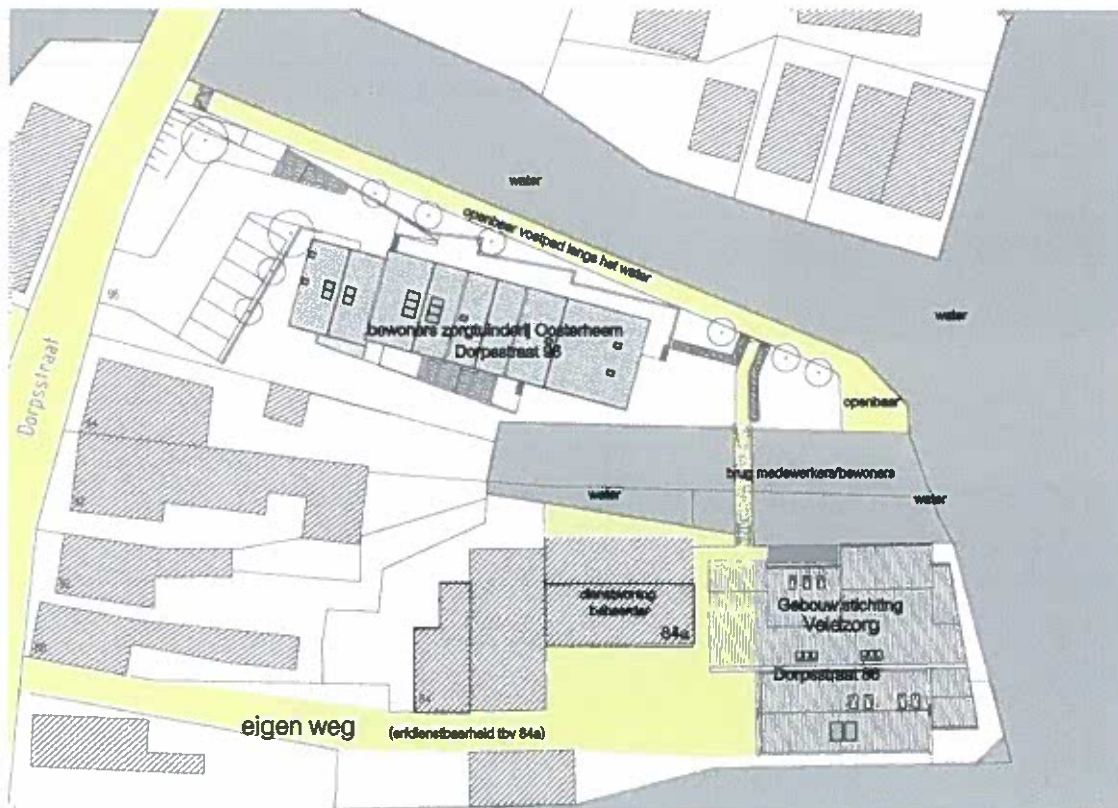 water
openbaar voetpad langs het water
water
bewoners zorgtuinderij Oosterheem
Dorpsstraat 96
Dorpsstraat
openbaar
brug medewerkers/bewoners
water
water
dienstwoning
beheerder
84a
Gebouw stichting
Veldzorg
Dorpsstraat 86
eigen weg
(erfdienstbaarheid tbv 84a)